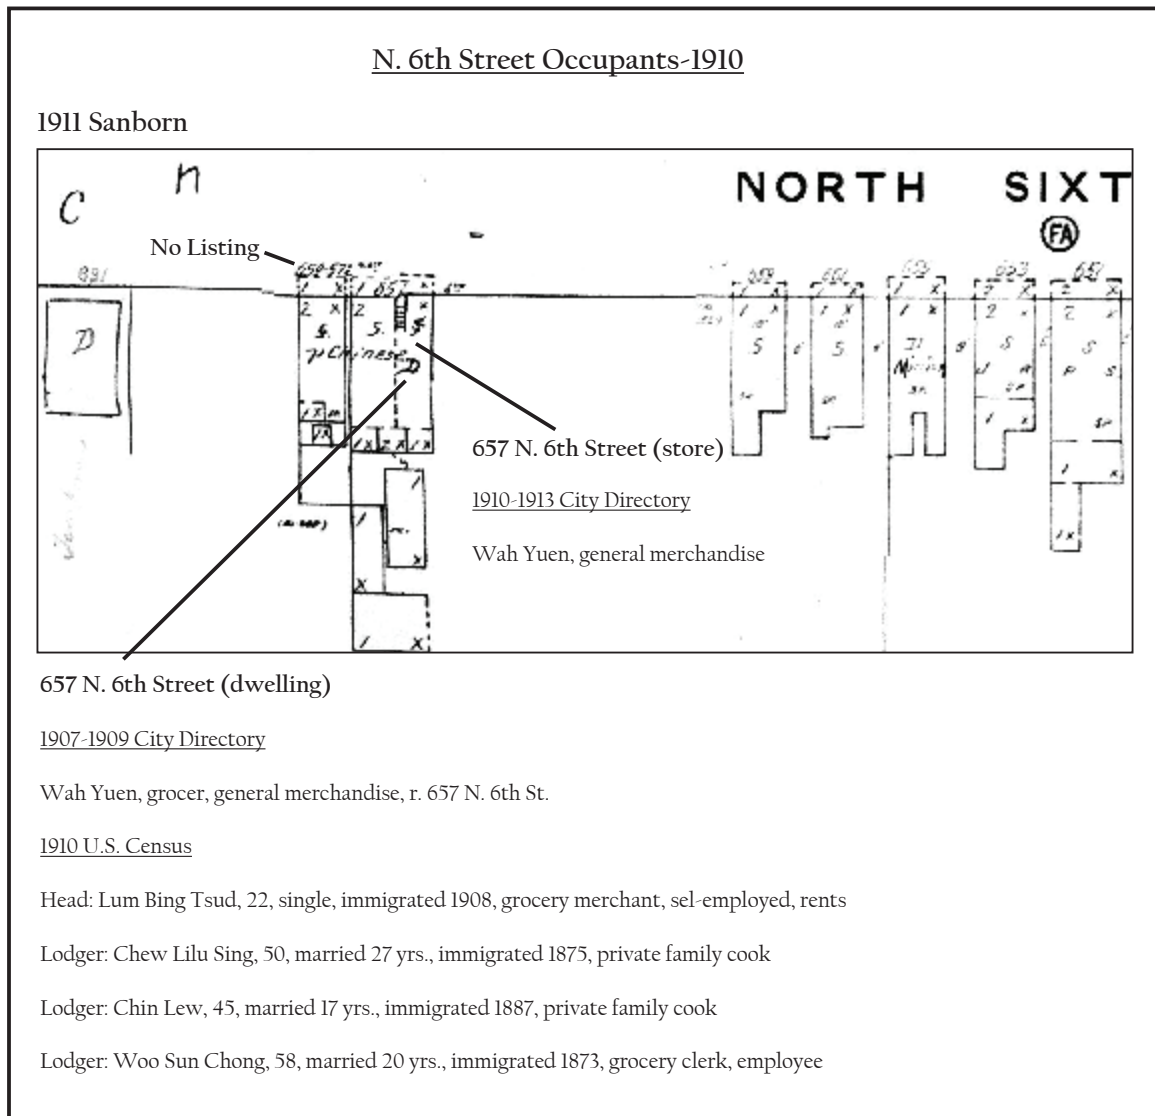 N. 6th Street Occupants-1910
1911 Sanborn
C n
NORTH SIXT
FA
No Listing
657
D
Chinese
D
657 N. 6th Street (store)
1910-1913 City Directory
Wah Yuen, general merchandise
657 N. 6th Street (dwelling)
1907-1909 City Directory
Wah Yuen, grocer, general merchandise, r. 657 N. 6th St.
1910 U.S. Census
Head: Lum Bing Tsud, 22, single, immigrated 1908, grocery merchant, sel-employed, rents
Lodger: Chew Lilu Sing, 50, married 27 yrs., immigrated 1875, private family cook
Lodger: Chin Lew, 45, married 17 yrs., immigrated 1887, private family cook
Lodger: Woo Sun Chong, 58, married 20 yrs., immigrated 1873, grocery clerk, employee